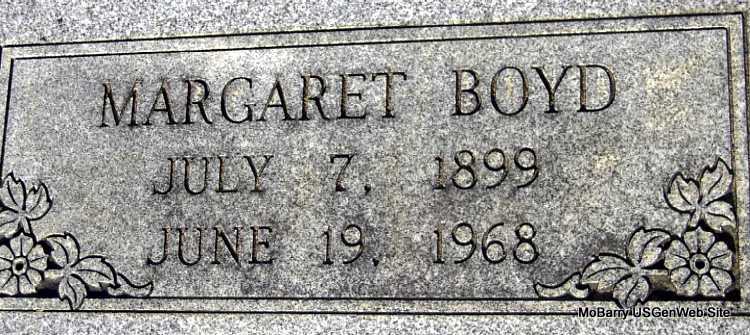 MARGARET BOYD
JULY 7, 1899
JUNE 19, 1968
MoBarry USGenWeb Site